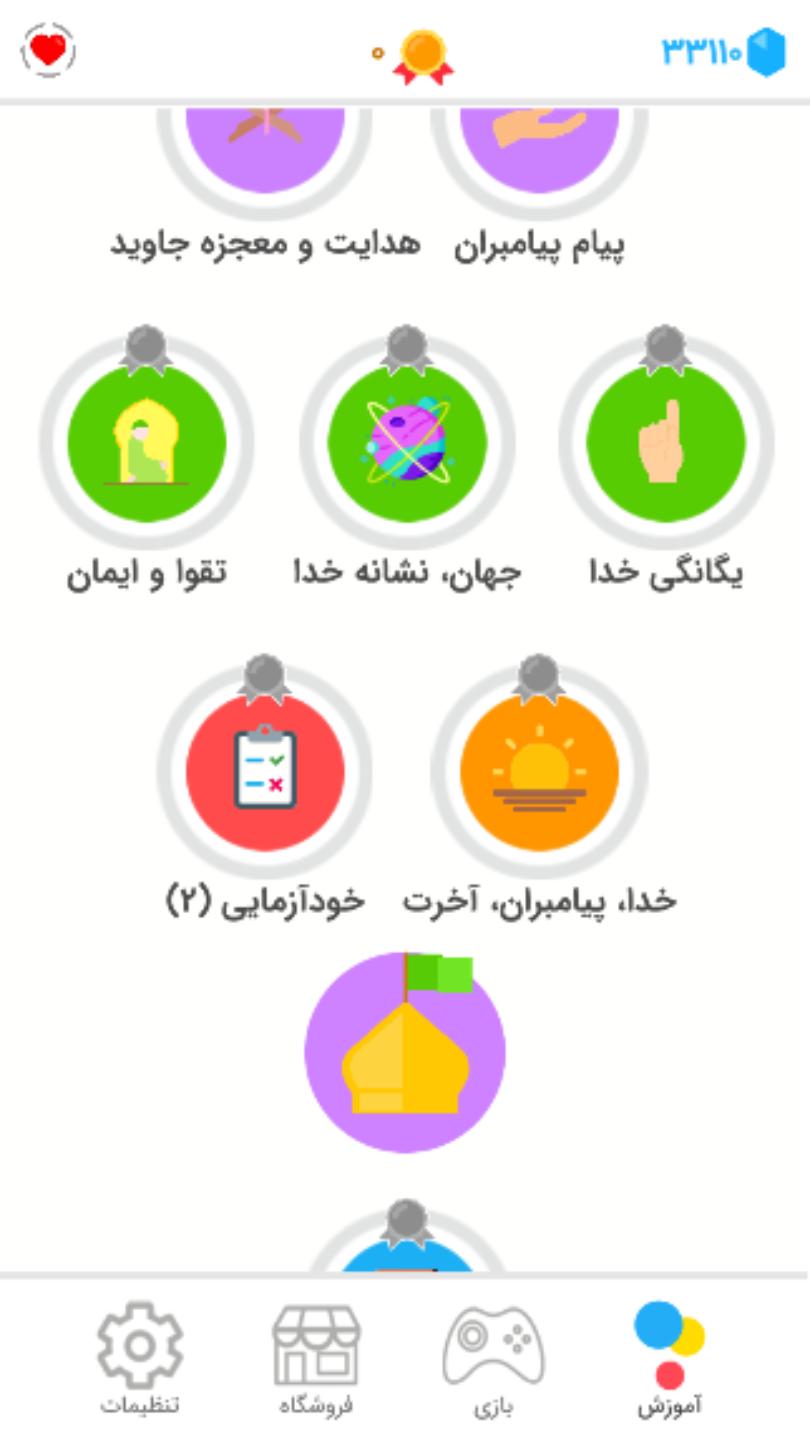 ۳۳۱۱۰ ۰
پیام پیامبران هدایت و معجزه جاوید
یگانگی خدا جهان، نشانه خدا تقوا و ایمان
خدا، پیامبران، آخرت خودآزمایی (۲)
آموزش بازی فروشگاه تنظیمات